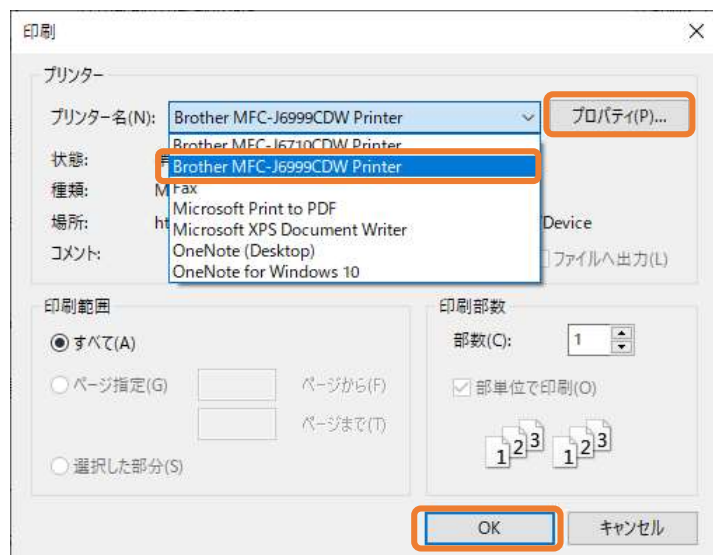 印刷
プリンター
プリンター名(N): Brother MFC-J6999CDW Printer プロパティ(P)...
Brother MFC-J6710CDW Printer
状態: Brother MFC-J6999CDW Printer
種類: M Fax
Microsoft Print to PDF
場所: ht Microsoft XPS Document Writer /Device
コメント: OneNote (Desktop) ファイルへ出力(L)
OneNote for Windows 10
印刷範囲
すべて(A)
ページ指定(G) ページから(F)
ページまで(T)
選択した部分(S)
印刷部数
部数(C): 1
部単位で印刷(O)
1 2 3 1 2 3
OK キャンセル